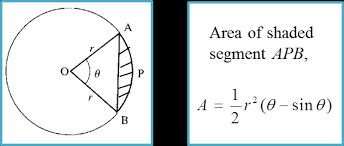 A
r
O
θ
P
r
B
Area of shaded
segment APB,
A = 1/2 r² (θ – sin θ)